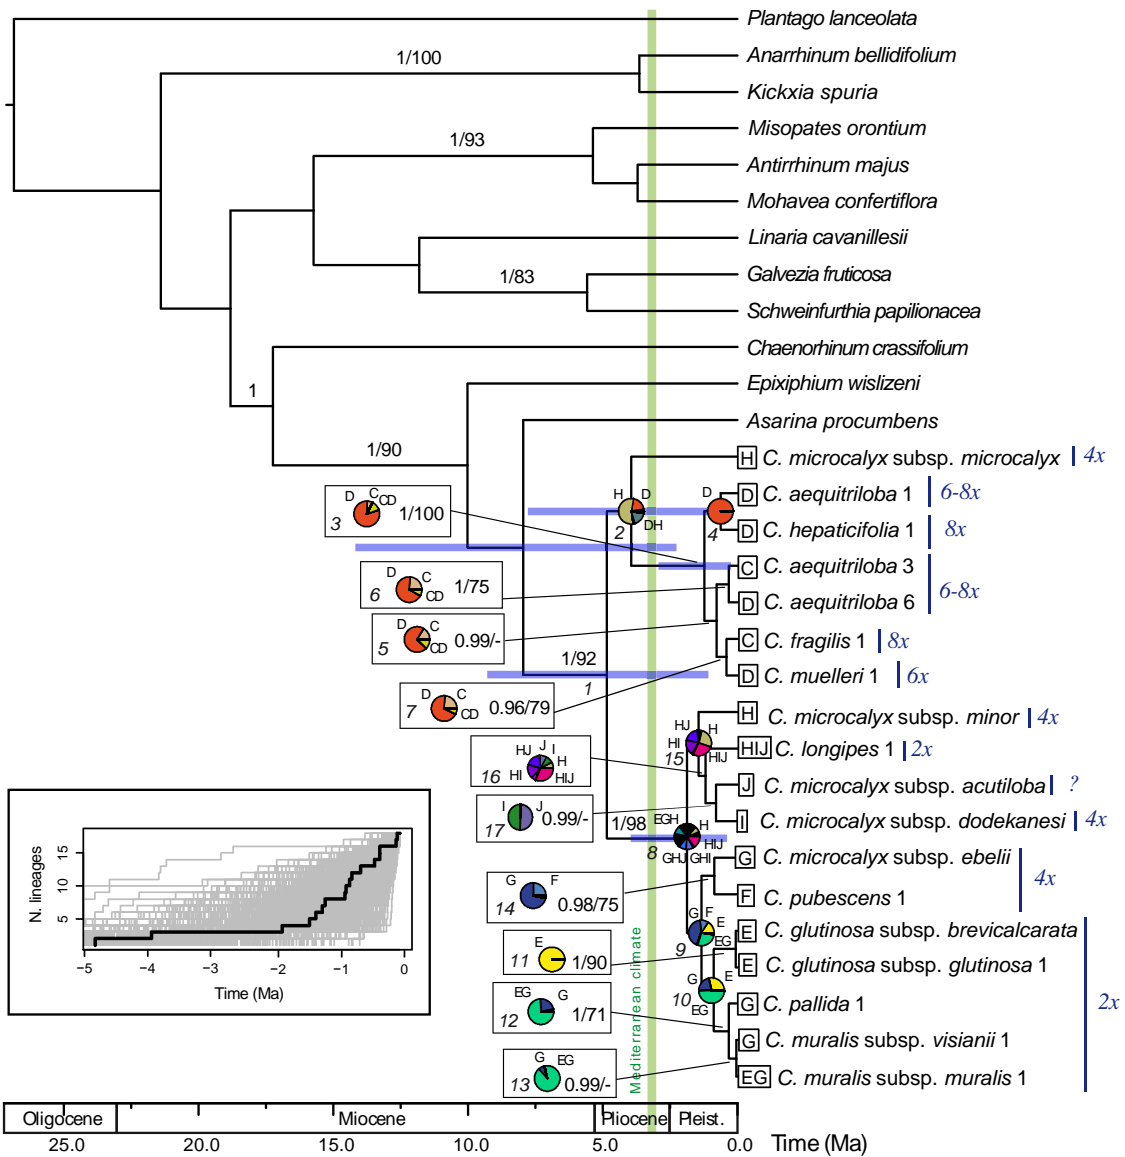 Plantago lanceolata
1/100
Anarrhinum bellidifolium
Kickxia spuria
1/93
Misopates orontium
Antirrhinum majus
Mohavea confertiflora
Linaria cavanillesii
1/83
Galvezia fruticosa
Schweinfurthia papilionacea
Chaenorhinum crassifolium
1
Epixiphium wislizeni
1/90
Asarina procumbens
H C. microcalyx subsp. microcalyx 4x
D C. aequitriloba 1 6-8x
D C. hepaticifolia 1 8x
C C. aequitriloba 3
D C. aequitriloba 6
6-8x
C C. fragilis 1 8x
D C. muelleri 1 6x
H C. microcalyx subsp. minor 4x
HIJ C. longipes 1 2x
J C. microcalyx subsp. acutiloba ?
I C. microcalyx subsp. dodekanesi 4x
G C. microcalyx subsp. ebelii
F C. pubescens 1
4x
E C. glutinosa subsp. brevicalcarata
E C. glutinosa subsp. glutinosa 1
G C. pallida 1
G C. muralis subsp. visianii 1
EG C. muralis subsp. muralis 1
2x
H D DH 2
D 4
D C CD 3 1/100
D C CD 6 1/75
D C CD 5 0.99/-
1/92
1
D C CD 7 0.96/79
HJ H HI HIJ 15
HJ J I H HI HIJ 16
I J 17 0.99/-
1/98
EGH H HIJ GHJ GHI 8
G F 14 0.98/75
G F E EG 9
E 11 1/90
G E EG 10
EG G 12 1/71
G EG 13 0.99/-
Mediterranean climate
N. lineages
15
10
5
−5 −4 −3 −2 −1 0
Time (Ma)
Oligocene Miocene Pliocene Pleist.
25.0 20.0 15.0 10.0 5.0 0.0 Time (Ma)